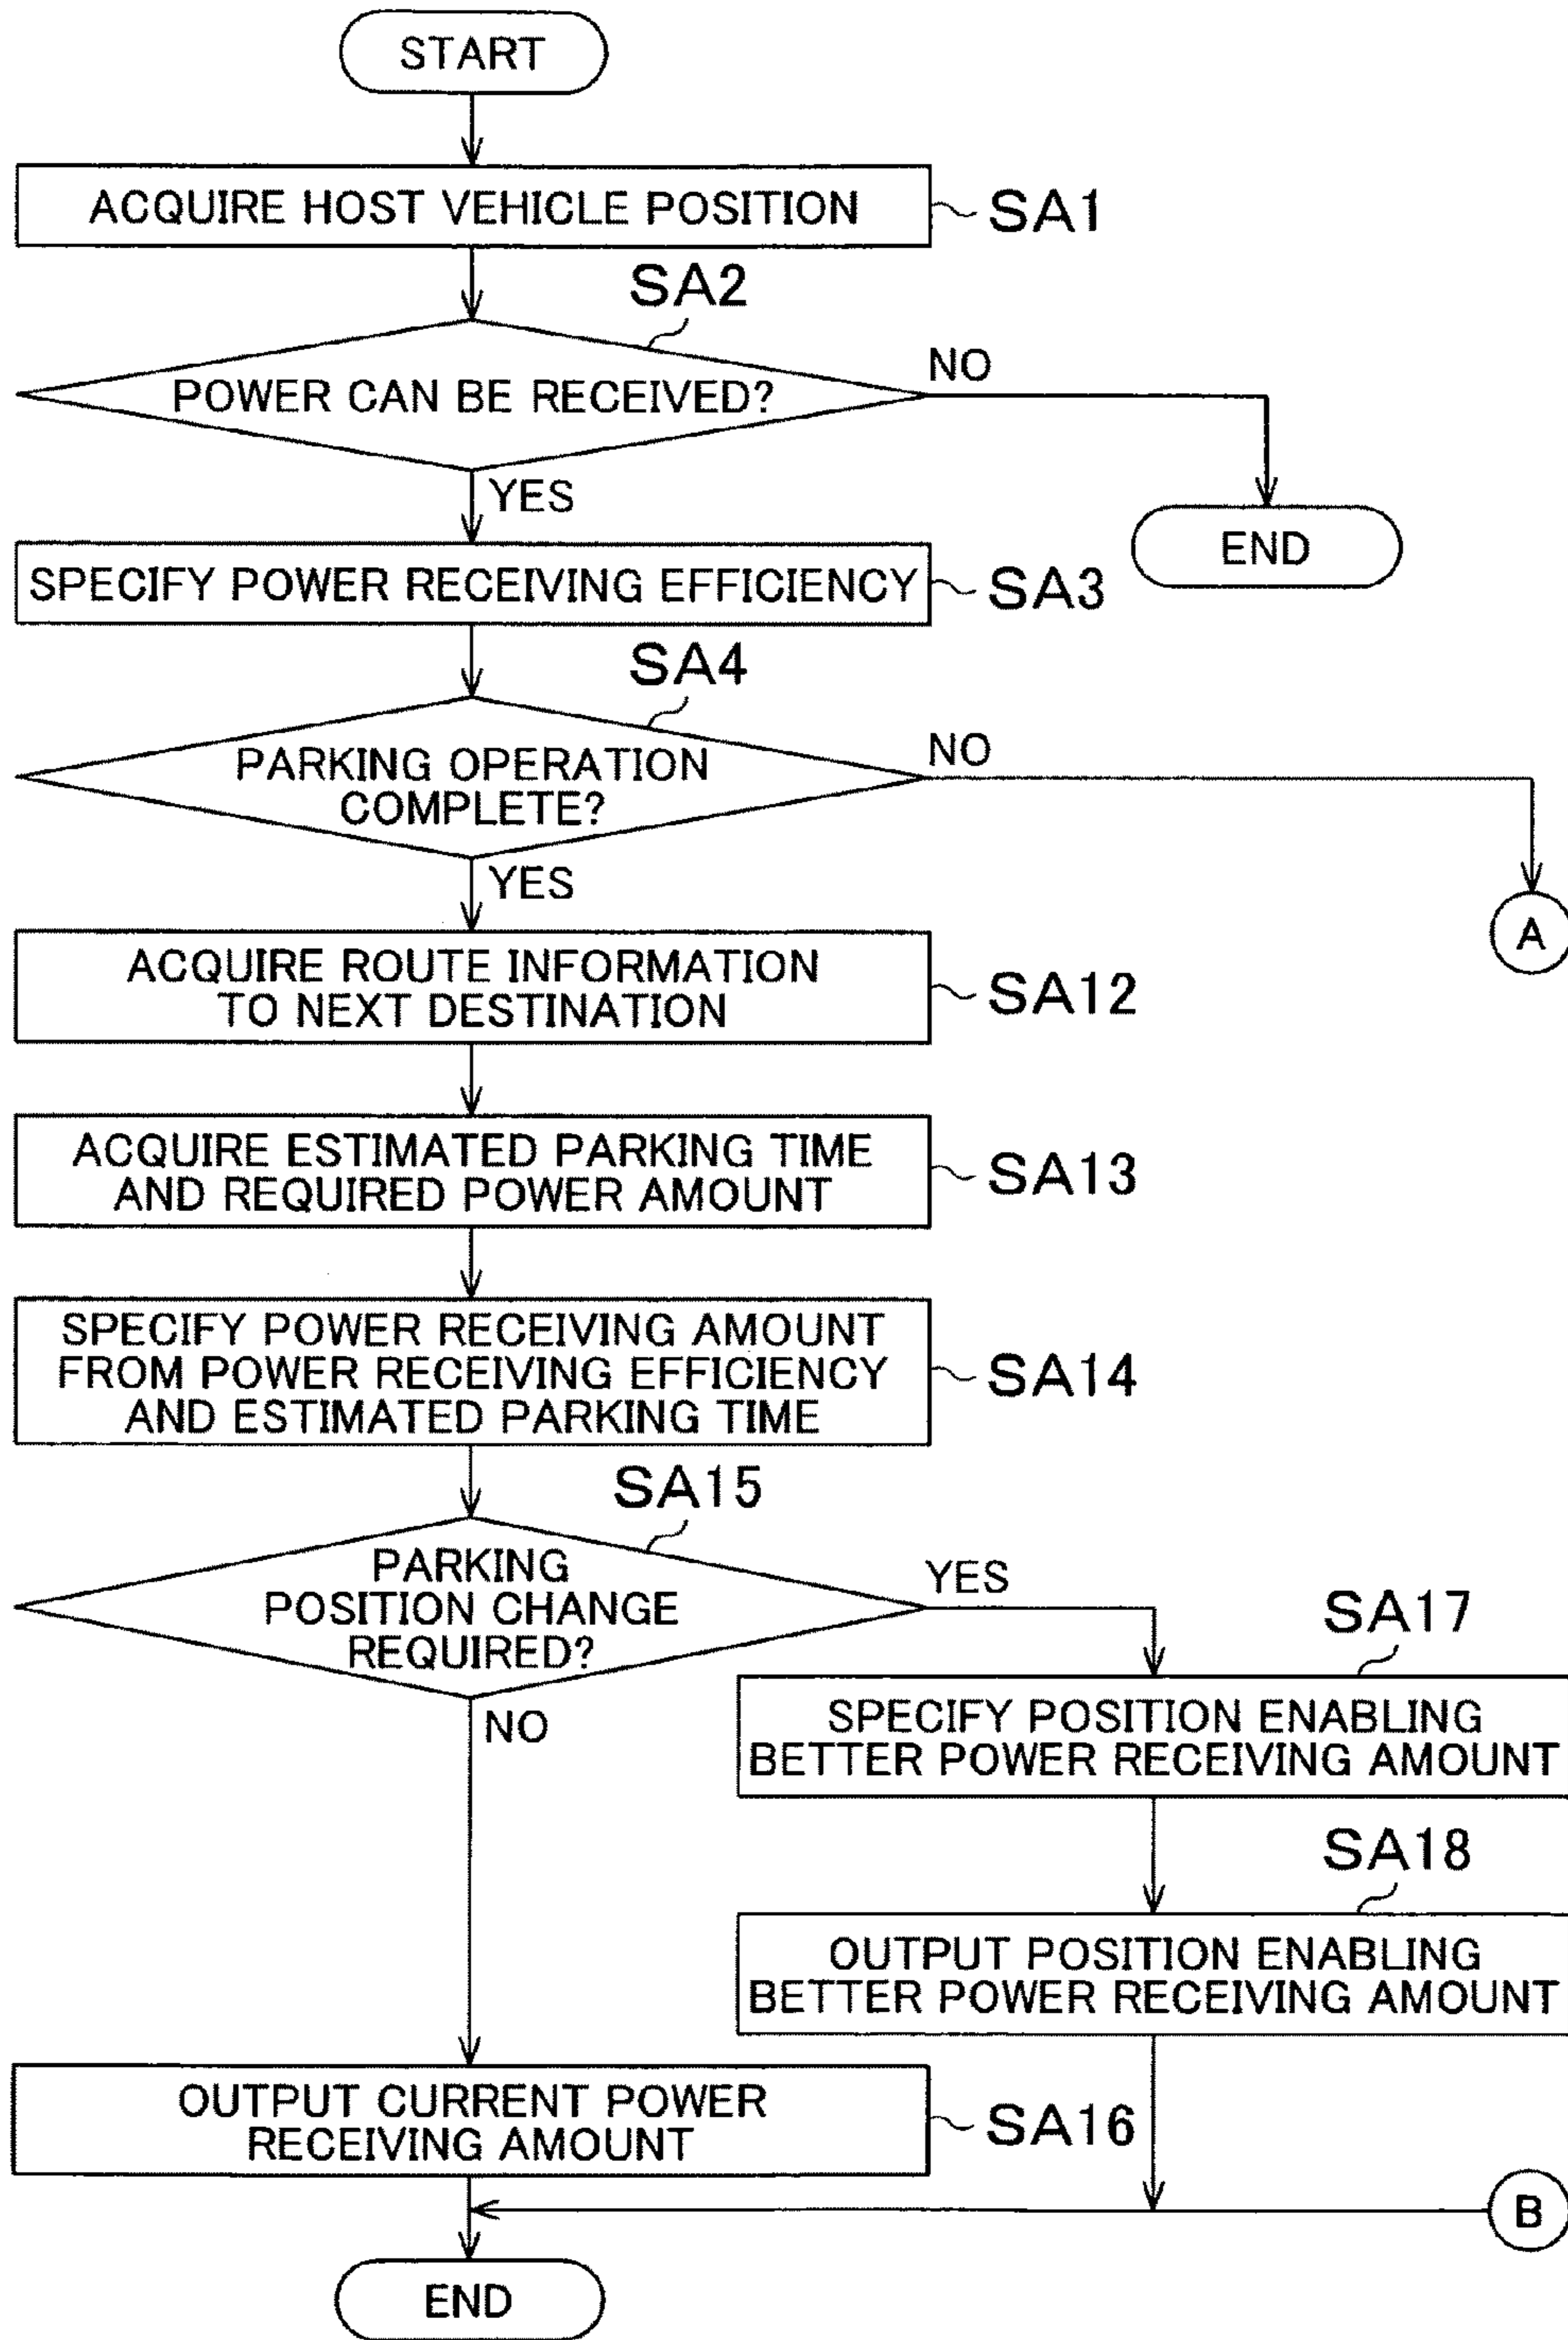 START
ACQUIRE HOST VEHICLE POSITION
SA1
SA2
POWER CAN BE RECEIVED?
NO
YES
END
SPECIFY POWER RECEIVING EFFICIENCY
SA3
SA4
PARKING OPERATION
COMPLETE?
NO
YES
A
ACQUIRE ROUTE INFORMATION
TO NEXT DESTINATION
SA12
ACQUIRE ESTIMATED PARKING TIME
AND REQUIRED POWER AMOUNT
SA13
SPECIFY POWER RECEIVING AMOUNT
FROM POWER RECEIVING EFFICIENCY
AND ESTIMATED PARKING TIME
SA14
SA15
PARKING
POSITION CHANGE
REQUIRED?
YES
NO
SA17
SPECIFY POSITION ENABLING
BETTER POWER RECEIVING AMOUNT
SA18
OUTPUT POSITION ENABLING
BETTER POWER RECEIVING AMOUNT
OUTPUT CURRENT POWER
RECEIVING AMOUNT
SA16
B
END